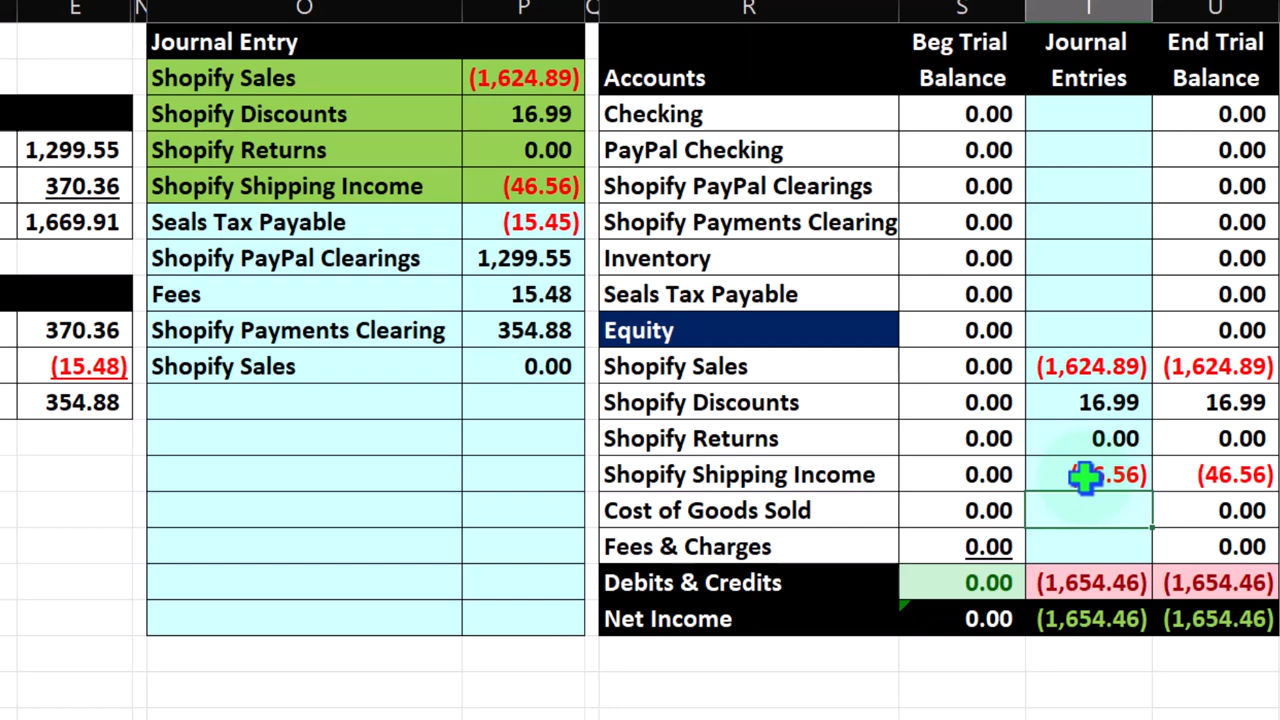 E N O P Q R S T U
Journal Entry
Shopify Sales (1,624.89)
Shopify Discounts 16.99
1,299.55 Shopify Returns 0.00
370.36 Shopify Shipping Income (46.56)
1,669.91 Seals Tax Payable (15.45)
Shopify PayPal Clearings 1,299.55
Fees 15.48
370.36 Shopify Payments Clearing 354.88
(15.48) Shopify Sales 0.00
354.88
Beg Trial Journal End Trial
Accounts Balance Entries Balance
Checking 0.00 0.00
PayPal Checking 0.00 0.00
Shopify PayPal Clearings 0.00 0.00
Shopify Payments Clearing 0.00 0.00
Inventory 0.00 0.00
Seals Tax Payable 0.00 0.00
Equity 0.00 0.00
Shopify Sales 0.00 (1,624.89) (1,624.89)
Shopify Discounts 0.00 16.99 16.99
Shopify Returns 0.00 0.00 0.00
Shopify Shipping Income 0.00 (46.56)
Cost of Goods Sold 0.00 0.00
Fees & Charges 0.00 0.00
Debits & Credits 0.00 (1,654.46) (1,654.46)
Net Income 0.00 (1,654.46) (1,654.46)